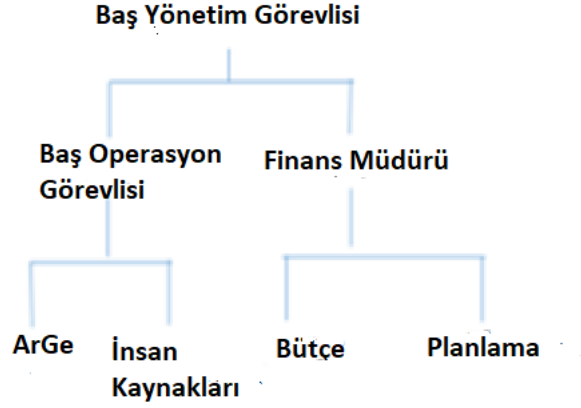 Baş Yönetim Görevlisi
Baş Operasyon
Görevlisi
Finans Müdürü
ArGe
İnsan
Kaynakları
Bütçe
Planlama